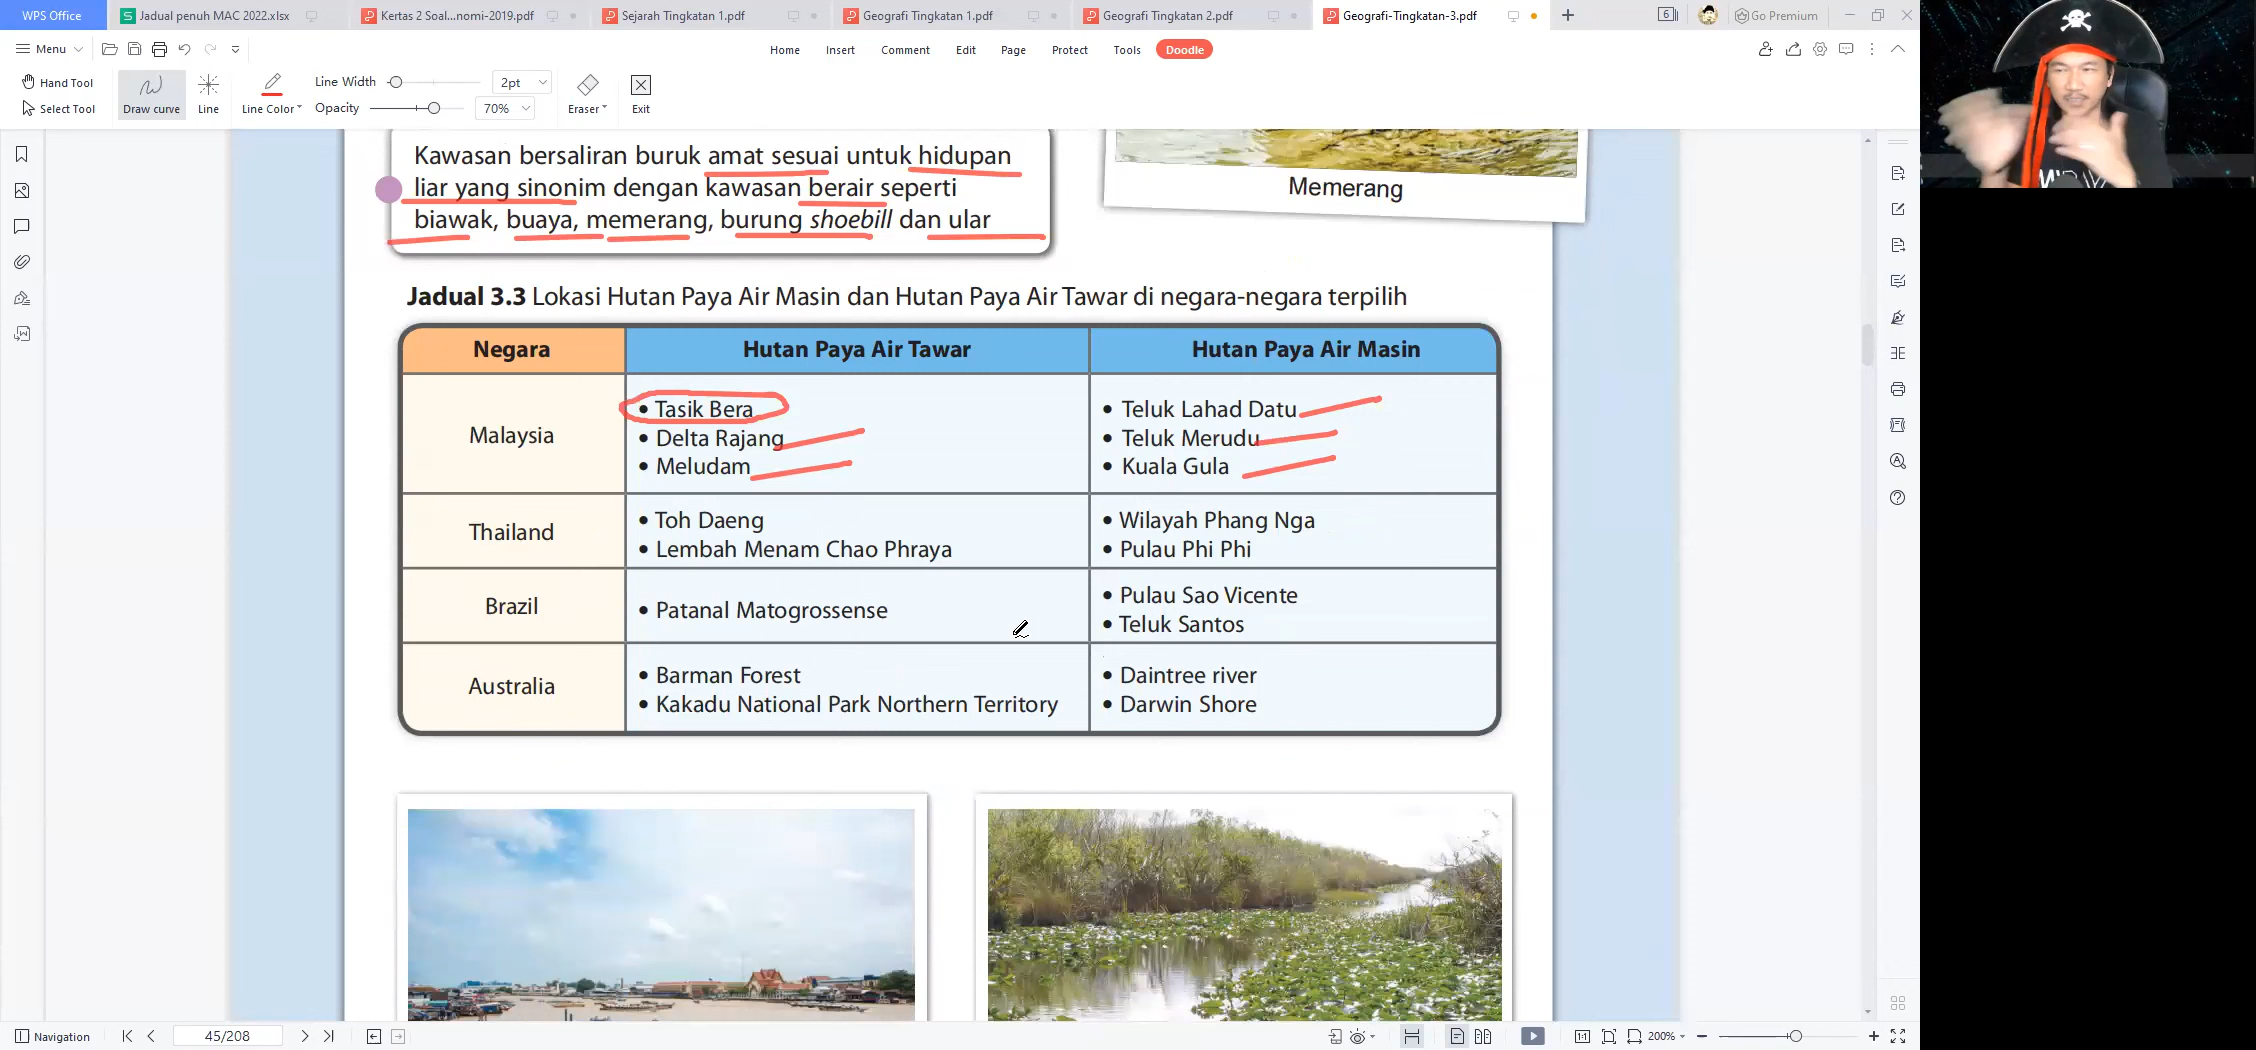 WPS Office
Jadual penuh MAC 2022.xlsx
Kertas 2 Soal...nomi-2019.pdf
Sejarah Tingkatan 1.pdf
Geografi Tingkatan 1.pdf
Geografi Tingkatan 2.pdf
Geografi-Tingkatan-3.pdf
6
Go Premium
Menu
Home
Insert
Comment
Edit
Page
Protect
Tools
Doodle
Hand Tool
Select Tool
Draw curve
Line
Line Color
Line Width
2pt
Opacity
70%
Eraser
Exit
Kawasan bersaliran buruk amat sesuai untuk hidupan
liar yang sinonim dengan kawasan berair seperti
biawak, buaya, memerang, burung shoebill dan ular
Memerang
Jadual 3.3 Lokasi Hutan Paya Air Masin dan Hutan Paya Air Tawar di negara-negara terpilih
Negara
Hutan Paya Air Tawar
Hutan Paya Air Masin
Malaysia
• Tasik Bera
• Delta Rajang
• Meludam
• Teluk Lahad Datu
• Teluk Merudu
• Kuala Gula
Thailand
• Toh Daeng
• Lembah Menam Chao Phraya
• Wilayah Phang Nga
• Pulau Phi Phi
Brazil
• Patanal Matogrossense
• Pulau Sao Vicente
• Teluk Santos
Australia
• Barman Forest
• Kakadu National Park Northern Territory
• Daintree river
• Darwin Shore
Navigation
45/208
200%